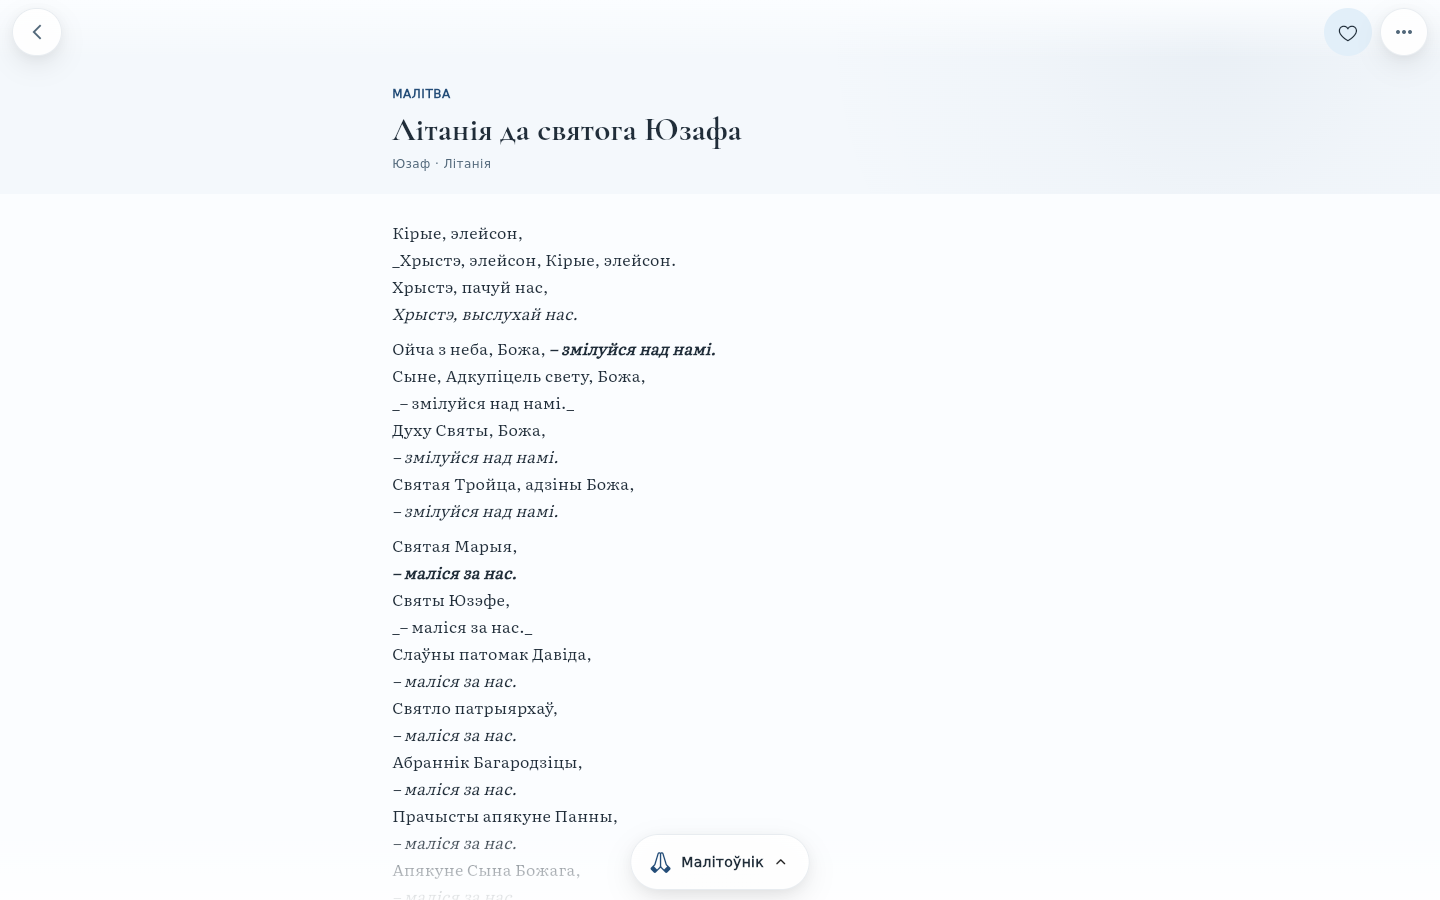 МАЛІТВА
Літанія да святога Юзафа
Юзаф · Літанія
Кірые, элейсон,
_Хрыстэ, элейсон, Кірые, элейсон.
Хрыстэ, пачуй нас,
Хрыстэ, выслухай нас.
Ойча з неба, Божа, – змілуйся над намі.
Сыне, Адкупіцель свету, Божа,
_– змілуйся над намі._
Духу Святы, Божа,
– змілуйся над намі.
Святая Тройца, адзіны Божа,
– змілуйся над намі.
Святая Марыя,
– маліся за нас.
Святы Юзэфе,
_– маліся за нас._
Слаўны патомак Давіда,
– маліся за нас.
Святло патрыярхаў,
– маліся за нас.
Абраннік Багародзіцы,
– маліся за нас.
Прачысты апякуне Панны,
– маліся за нас.
Апякуне Сына Божага,
– маліся за нас.
Малітоўнік